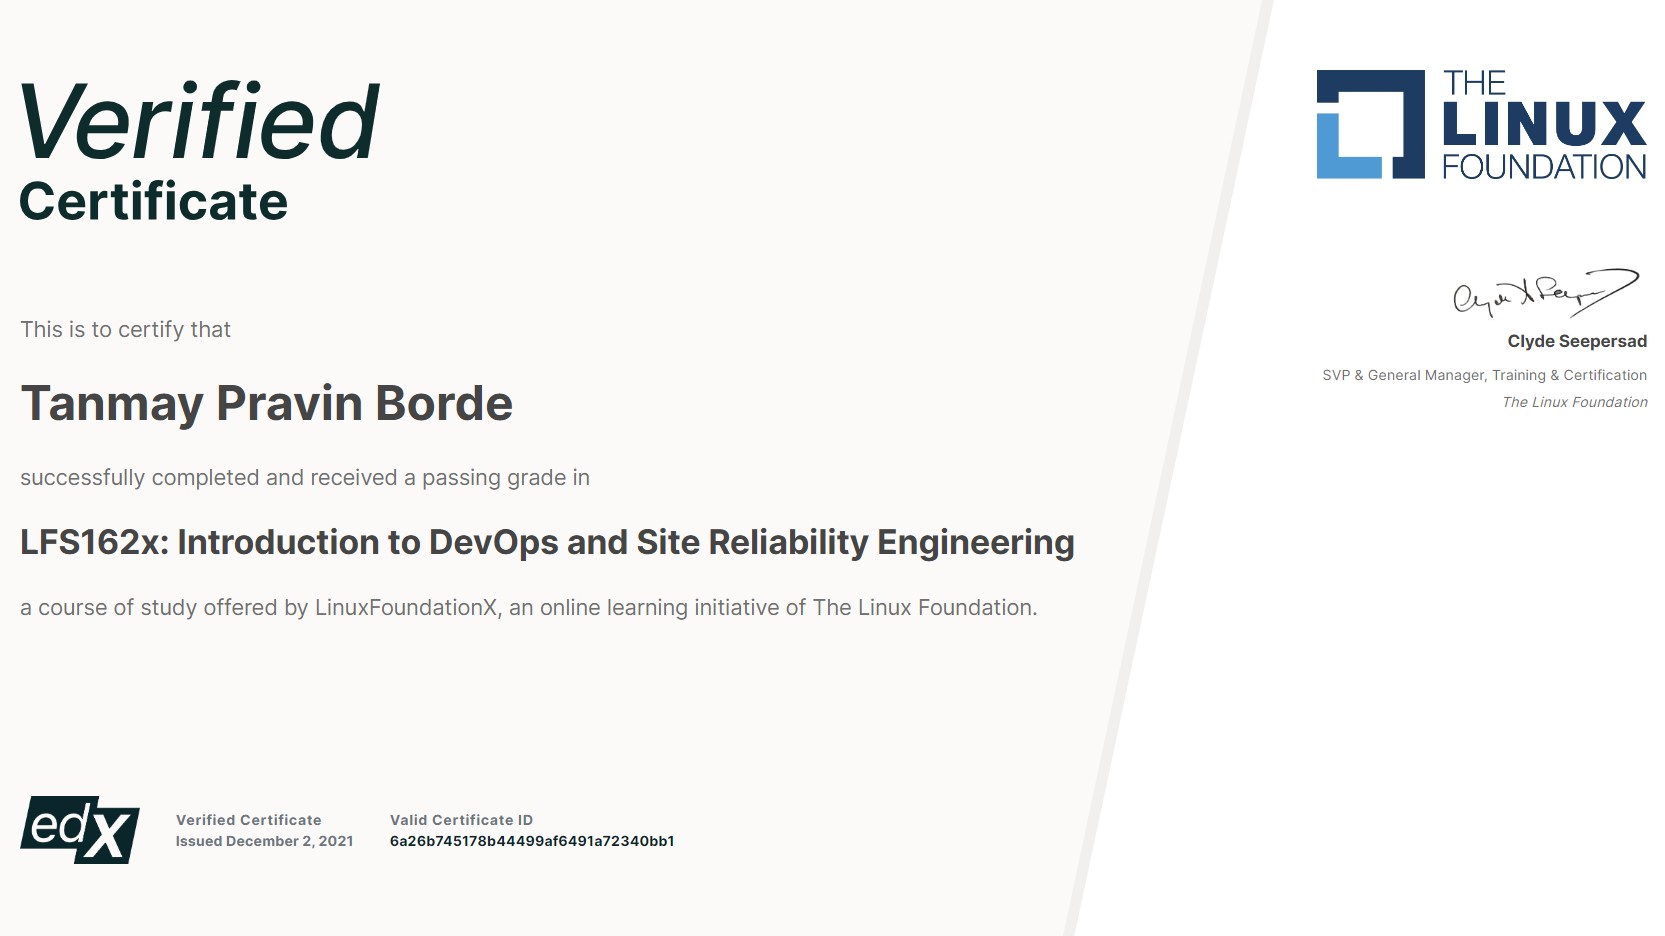 Verified
Certificate
This is to certify that
Tanmay Pravin Borde
successfully completed and received a passing grade in
LFS162x: Introduction to DevOps and Site Reliability Engineering
a course of study offered by LinuxFoundationX, an online learning initiative of The Linux Foundation.
edX
Verified Certificate
Issued December 2, 2021
Valid Certificate ID
6a26b745178b44499af6491a72340bb1
THE
LINUX
FOUNDATION
Clyde Seepersad
SVP & General Manager, Training & Certification
The Linux Foundation